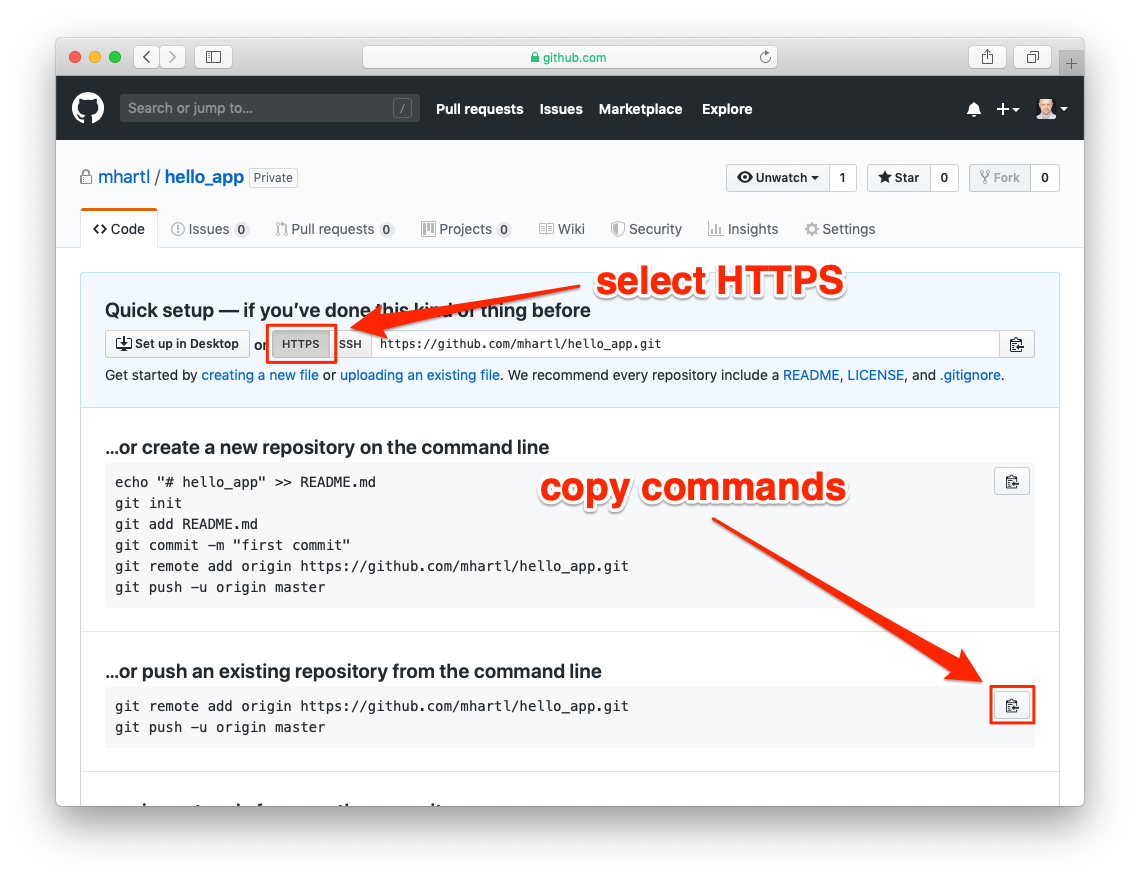 github.com
Search or jump to... / Pull requests Issues Marketplace Explore
mhartl / hello_app Private Unwatch 1 Star 0 Fork 0
Code Issues 0 Pull requests 0 Projects 0 Wiki Security Insights Settings
select HTTPS
Quick setup — if you’ve done this kind of thing before
Set up in Desktop or HTTPS SSH https://github.com/mhartl/hello_app.git
Get started by creating a new file or uploading an existing file. We recommend every repository include a README, LICENSE, and .gitignore.
…or create a new repository on the command line
copy commands
echo "# hello_app" >> README.md
git init
git add README.md
git commit -m "first commit"
git remote add origin https://github.com/mhartl/hello_app.git
git push -u origin master
…or push an existing repository from the command line
git remote add origin https://github.com/mhartl/hello_app.git
git push -u origin master